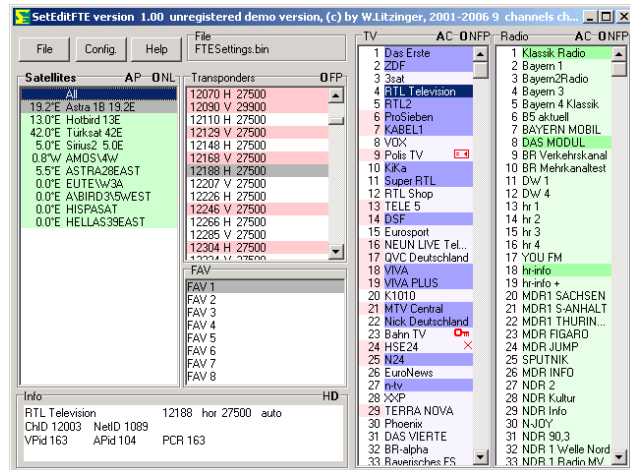 SetEditFTE version 1.00 unregistered demo version, (c) by W.Litzinger, 2001-2006 9 channels ch...
File
Config.
Help
File
FTESettings.bin
Satellites AP ONL
All
19.2°E Astra 1B 19.2E
13.0°E Hotbird 13E
42.0°E Türksat 42E
5.0°E Sirius2 5.0E
0.8°W AMOS\4W
5.5°E ASTRA28EAST
0.0°E EUTE\W3A
0.0°E A\BIRD3\5WEST
0.0°E HISPASAT
0.0°E HELLAS39EAST
Transponders OFP
12070 H 27500
12090 V 29900
12110 H 27500
12129 V 27500
12148 H 27500
12168 V 27500
12188 H 27500
12207 V 27500
12226 H 27500
12246 V 27500
12266 H 27500
12285 V 27500
12304 H 27500
12324 V 27500
FAV
FAV 1
FAV 2
FAV 3
FAV 4
FAV 5
FAV 6
FAV 7
FAV 8
Info HD
RTL Television 12188 hor 27500 auto
ChID 12003 NetID 1089
VPid 163 APid 104 PCR 163
TV AC ONFP
1 Das Erste
2 ZDF
3 3sat
4 RTL Television
5 RTL2
6 ProSieben
7 KABEL1
8 VOX
9 Polis TV
10 KiKa
11 Super RTL
12 RTL Shop
13 TELE 5
14 DSF
15 Eurosport
16 NEUN LIVE Tel...
17 QVC Deutschland
18 VIVA
19 VIVA PLUS
20 K1010
21 MTV Central
22 Nick Deutschland
23 Bahn TV
24 HSE24
25 N24
26 EuroNews
27 n-tv
28 XXP
29 TERRA NOVA
30 Phoenix
31 DAS VIERTE
32 BR-alpha
33 Bayerisches FS
Radio AC ONFP
1 Klassik Radio
2 Bayern 1
3 Bayern2Radio
4 Bayern 3
5 Bayern 4 Klassik
6 B5 aktuell
7 BAYERN MOBIL
8 DAS MODUL
9 BR Verkehrskanal
10 BR Mehrkanaltest
11 DW 1
12 DW 4
13 hr 1
14 hr 2
15 hr 3
16 hr 4
17 YOU FM
18 hr-info
19 hr-info +
20 MDR1 SACHSEN
21 MDR1 S-ANHALT
22 MDR1 THURIN...
23 MDR FIGARO
24 MDR JUMP
25 SPUTNIK
26 MDR INFO
27 NDR 2
28 NDR Kultur
29 NDR Info
30 N-JOY
31 NDR 90,3
32 NDR 1 Welle Nord
33 NDR 1 Radio MV